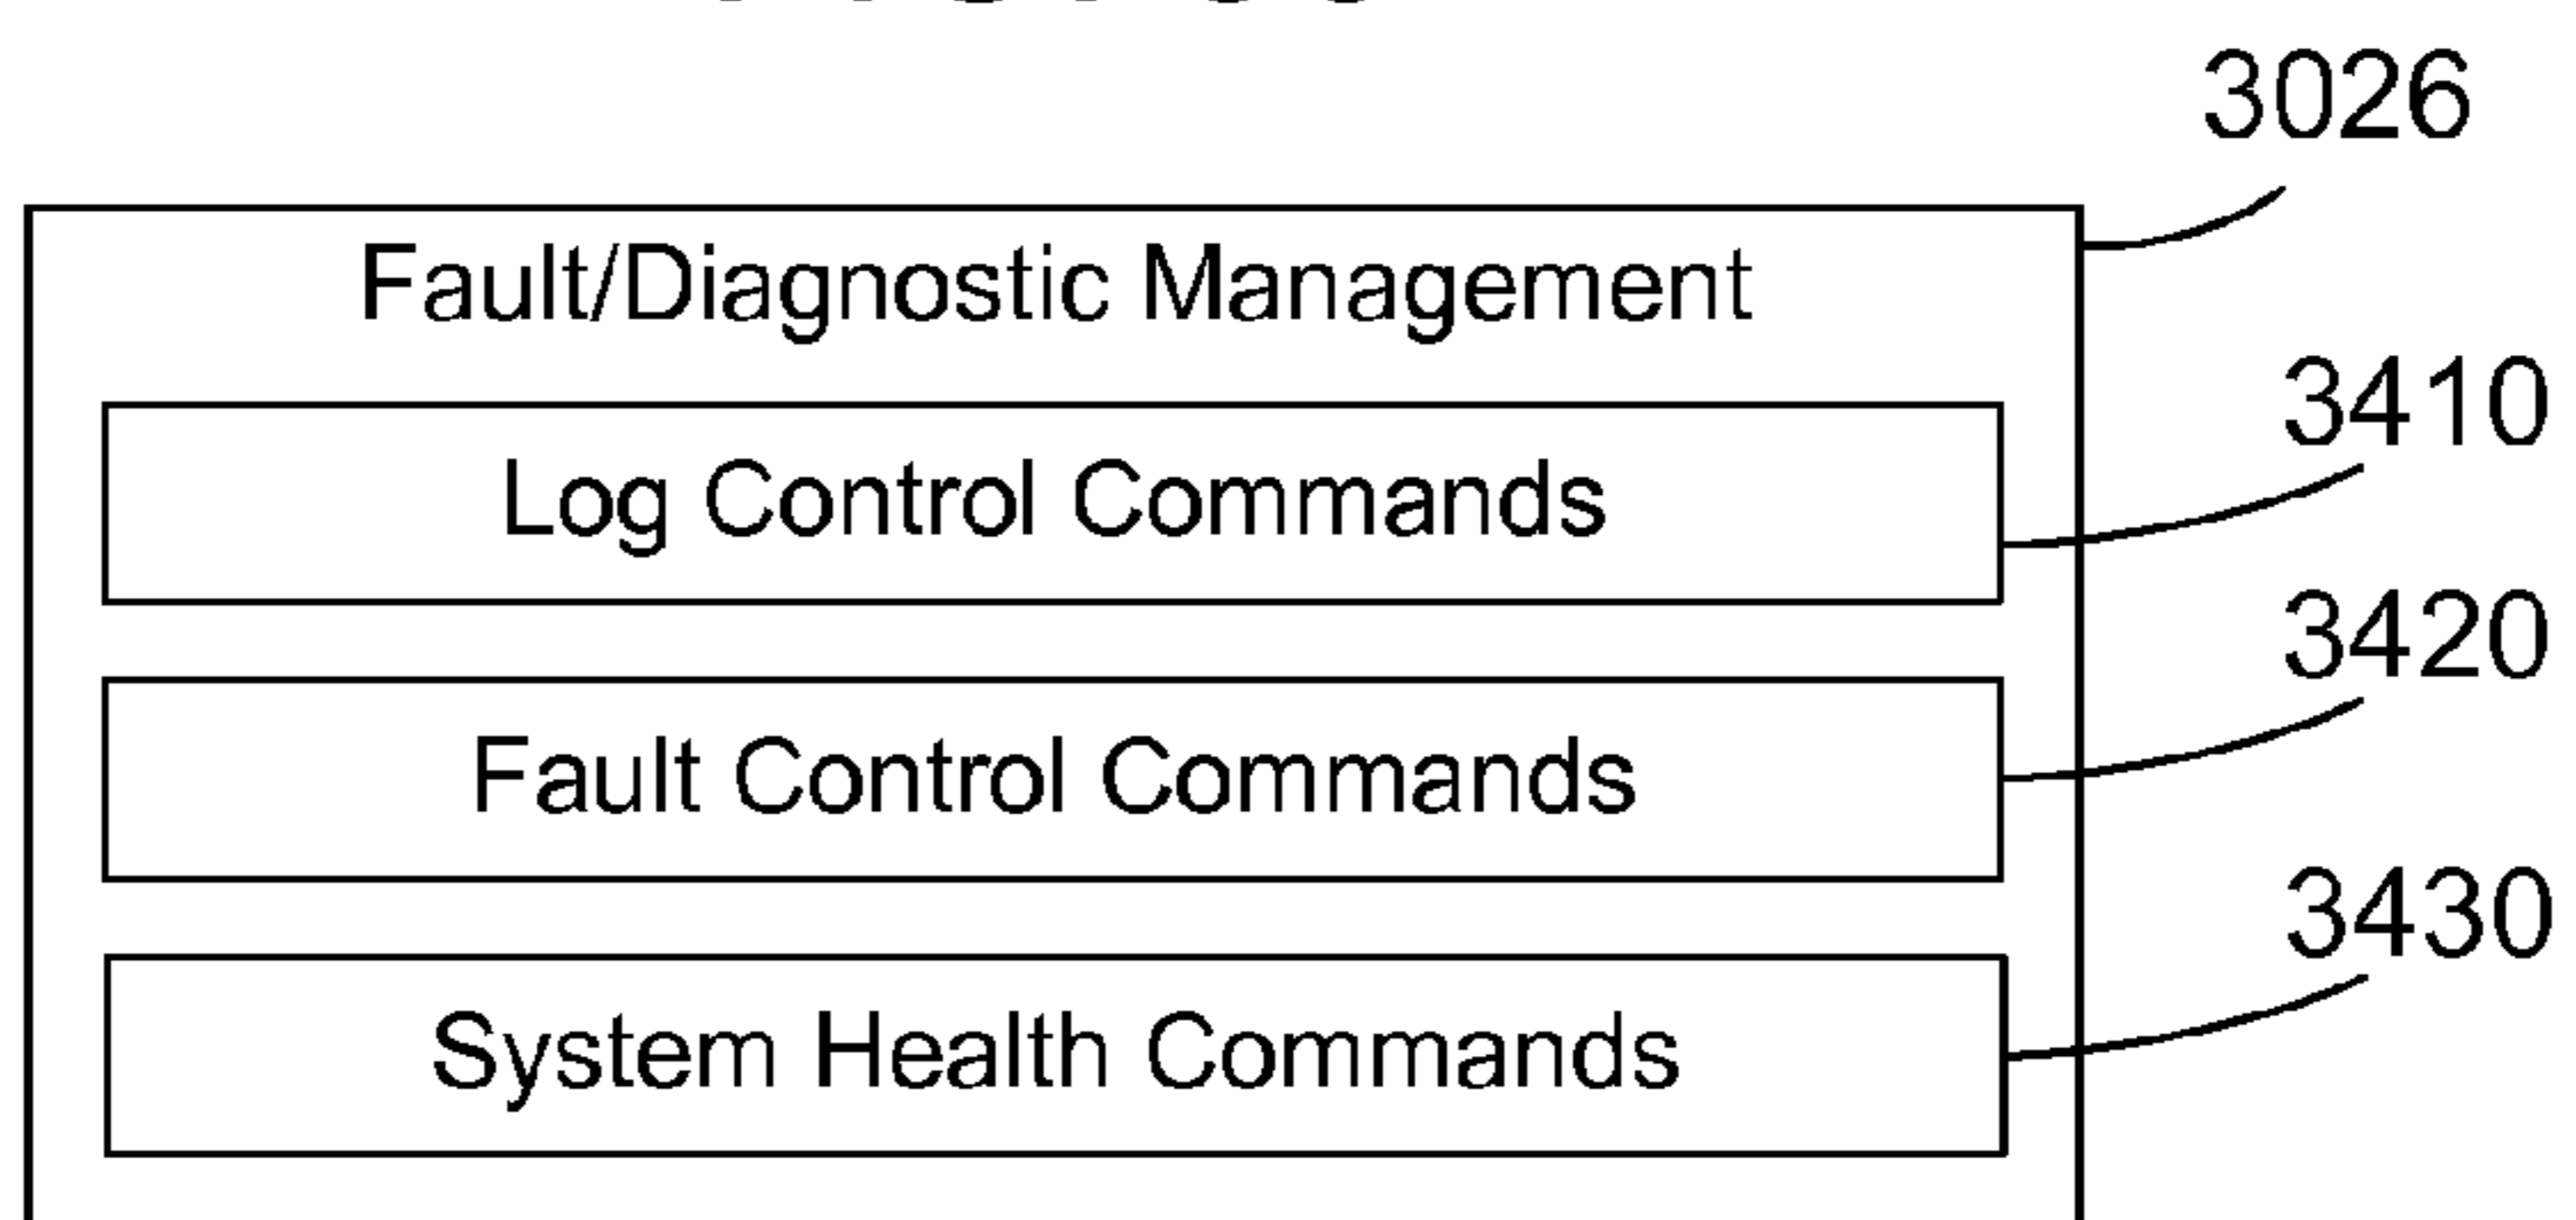 3026
Fault/Diagnostic Management
3410
Log Control Commands
3420
Fault Control Commands
3430
System Health Commands